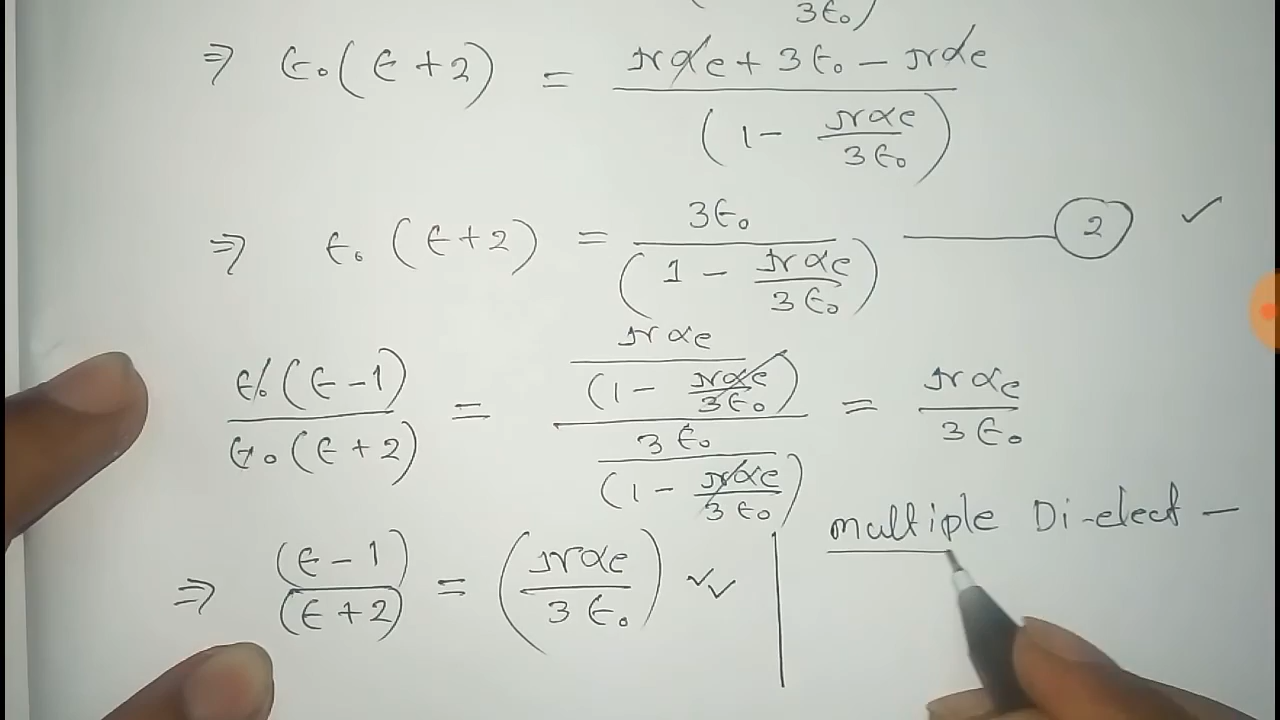 3ϵ₀)
⇒ ϵ₀(ϵ+2) = (Nαe + 3ϵ₀ − Nαe) / (1 − Nαe/3ϵ₀)
⇒ ϵ₀(ϵ+2) = 3ϵ₀ / (1 − Nαe/3ϵ₀) —— 2 ✓
ϵ₀(ϵ−1) / ϵ₀(ϵ+2) = [Nαe / (1 − Nαe/3ϵ₀)] / [3ϵ₀ / (1 − Nαe/3ϵ₀)] = Nαe / 3ϵ₀
multiple Di-elect –
⇒ (ϵ−1) / (ϵ+2) = (Nαe / 3ϵ₀) ✓✓